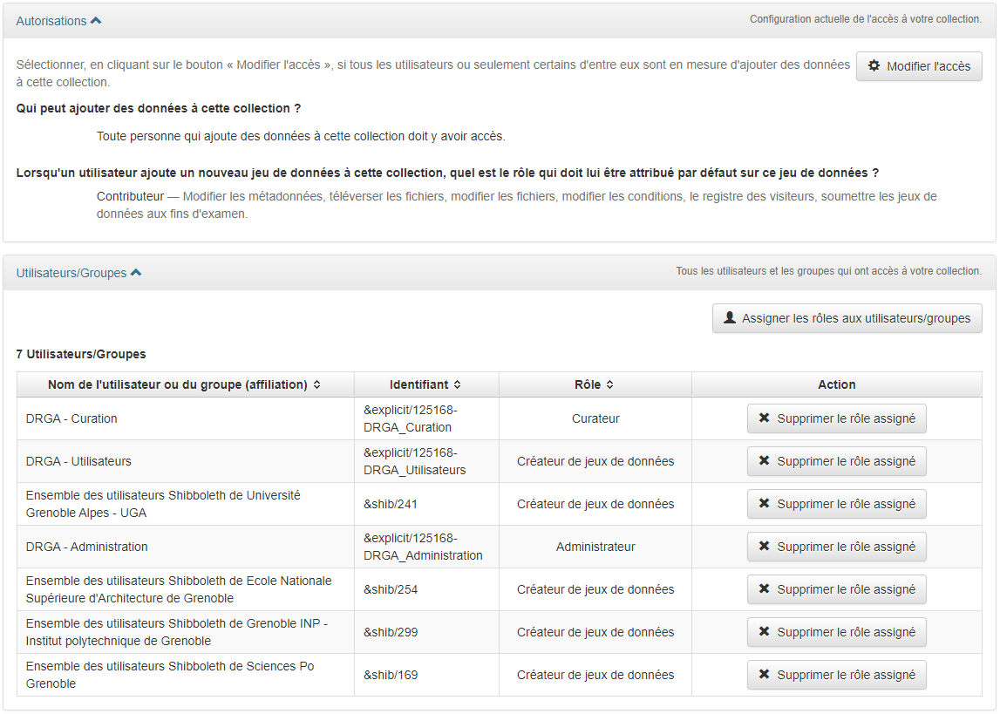 Autorisations
Configuration actuelle de l'accès à votre collection.
Sélectionner, en cliquant sur le bouton « Modifier l'accès », si tous les utilisateurs ou seulement certains d'entre eux sont en mesure d'ajouter des données
à cette collection.
Modifier l'accès
Qui peut ajouter des données à cette collection ?
Toute personne qui ajoute des données à cette collection doit y avoir accès.
Lorsqu'un utilisateur ajoute un nouveau jeu de données à cette collection, quel est le rôle qui doit lui être attribué par défaut sur ce jeu de données ?
Contributeur — Modifier les métadonnées, téléverser les fichiers, modifier les fichiers, modifier les conditions, le registre des visiteurs, soumettre les jeux de
données aux fins d'examen.
Utilisateurs/Groupes
Tous les utilisateurs et les groupes qui ont accès à votre collection.
Assigner les rôles aux utilisateurs/groupes
7 Utilisateurs/Groupes
Nom de l'utilisateur ou du groupe (affiliation) Identifiant Rôle Action
DRGA - Curation
&explicit/125168-
DRGA_Curation
Curateur
Supprimer le rôle assigné
DRGA - Utilisateurs
&explicit/125168-
DRGA_Utilisateurs
Créateur de jeux de données
Supprimer le rôle assigné
Ensemble des utilisateurs Shibboleth de Université
Grenoble Alpes - UGA
&shib/241
Créateur de jeux de données
Supprimer le rôle assigné
DRGA - Administration
&explicit/125168-
DRGA_Administration
Administrateur
Supprimer le rôle assigné
Ensemble des utilisateurs Shibboleth de Ecole Nationale
Supérieure d'Architecture de Grenoble
&shib/254
Créateur de jeux de données
Supprimer le rôle assigné
Ensemble des utilisateurs Shibboleth de Grenoble INP -
Institut polytechnique de Grenoble
&shib/299
Créateur de jeux de données
Supprimer le rôle assigné
Ensemble des utilisateurs Shibboleth de Sciences Po
Grenoble
&shib/169
Créateur de jeux de données
Supprimer le rôle assigné